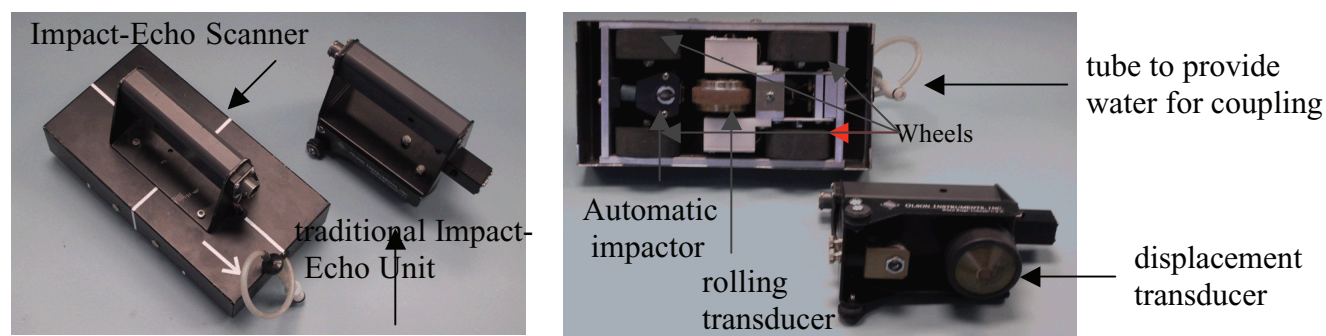 Impact-Echo Scanner
traditional Impact-
Echo Unit
tube to provide
water for coupling
Wheels
Automatic
impactor
rolling
transducer
OLSON INSTRUMENTS, INC.
displacement
transducer